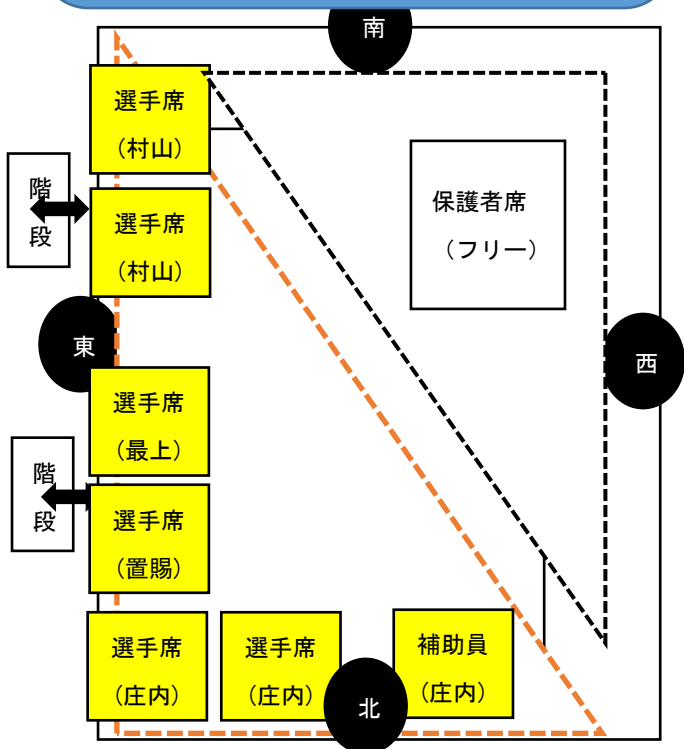 南
選手席
（村山）
保護者席
（フリー）
階
段
選手席
（村山）
東
西
選手席
（最上）
階
段
選手席
（置賜）
選手席
（庄内）
選手席
（庄内）
補助員
（庄内）
北